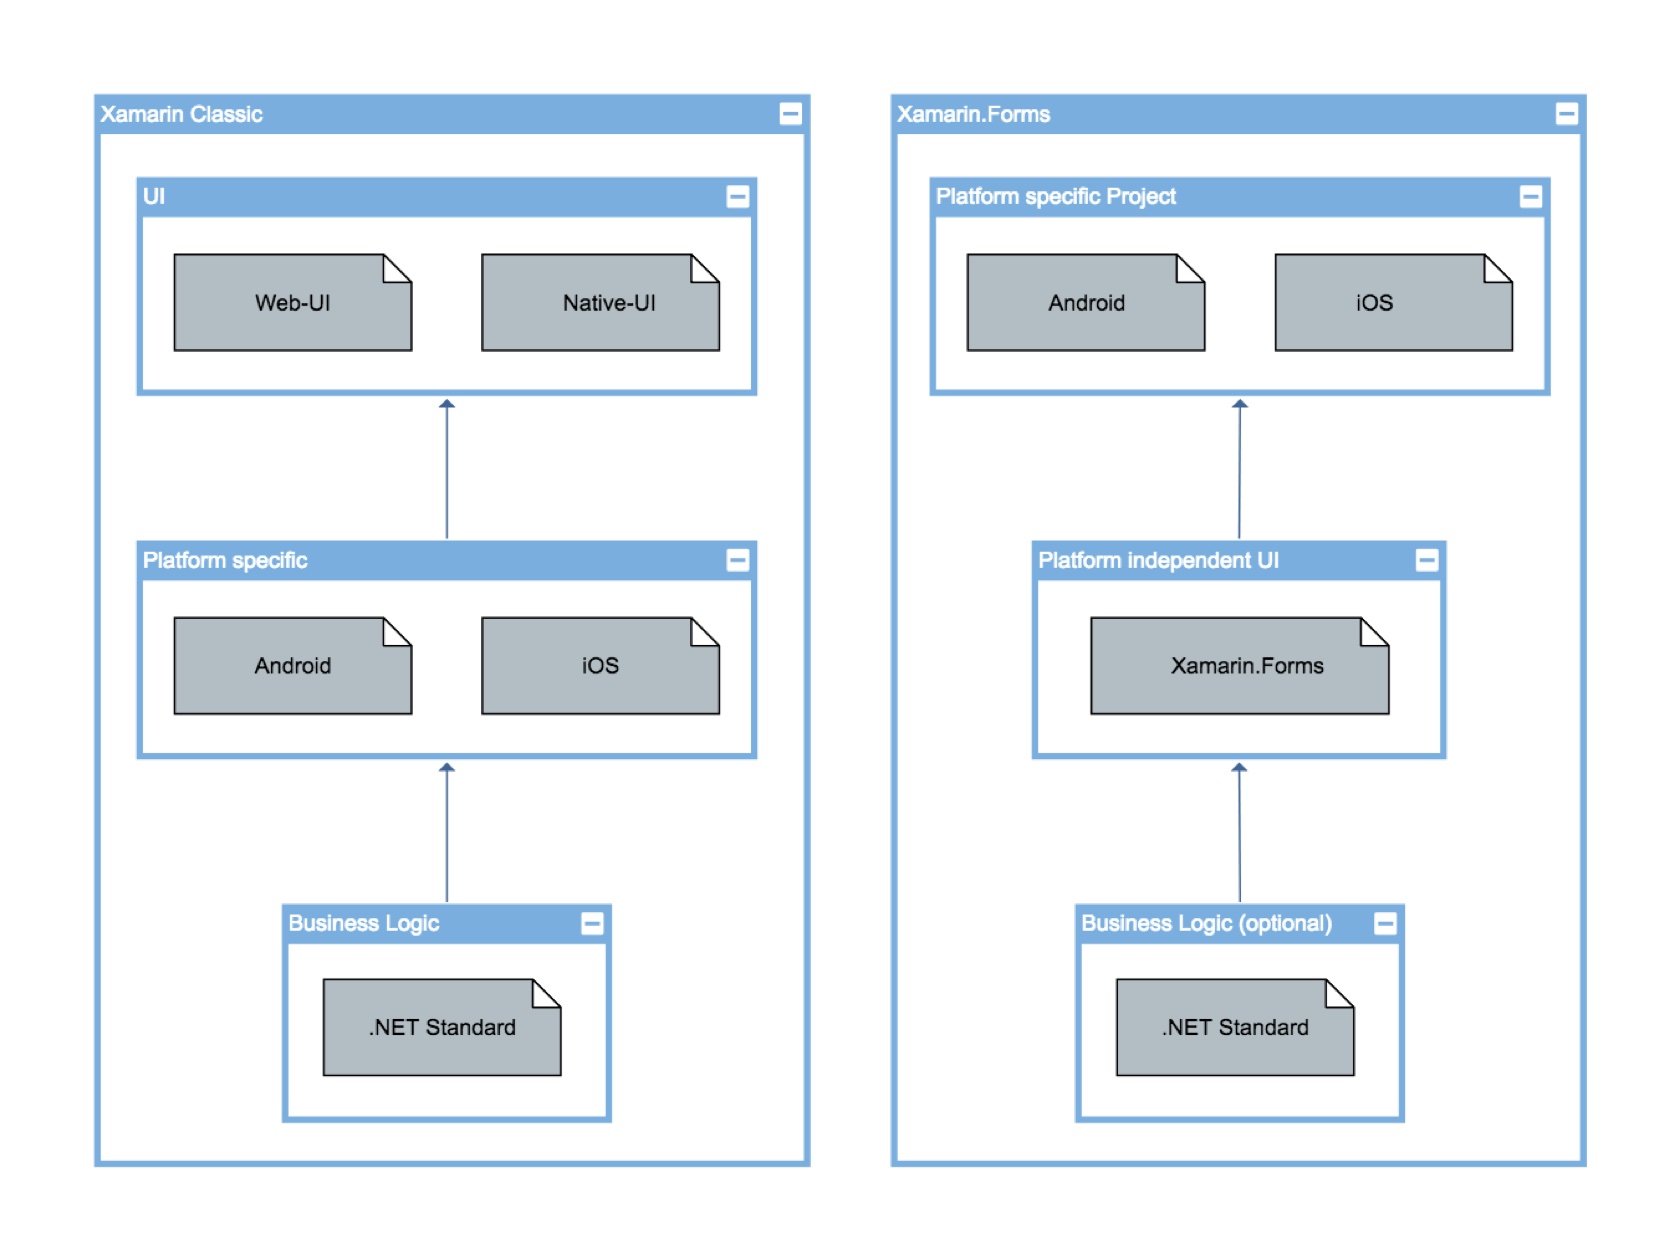 Xamarin Classic
UI
Web-UI
Native-UI
Platform specific
Android
iOS
Business Logic
.NET Standard
Xamarin.Forms
Platform specific Project
Android
iOS
Platform independent UI
Xamarin.Forms
Business Logic (optional)
.NET Standard